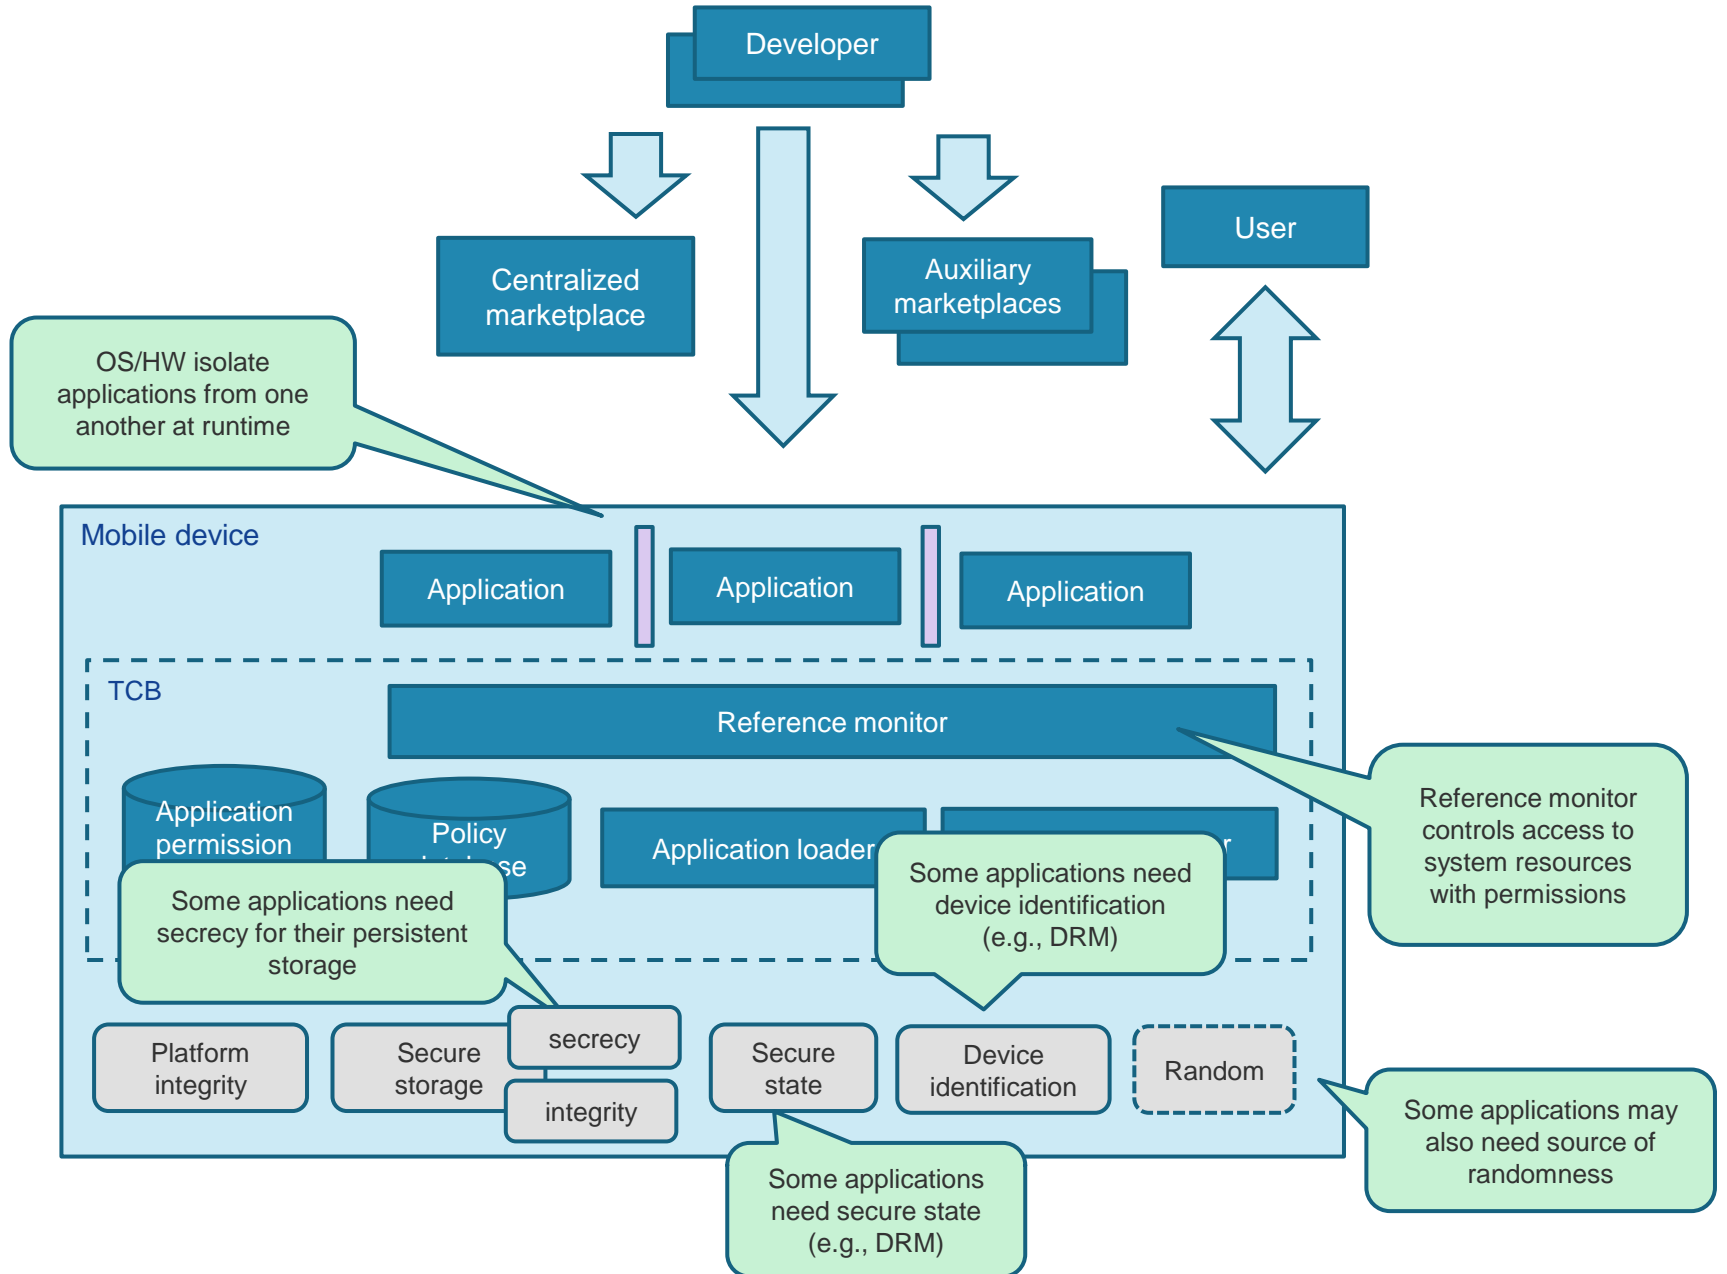 Developer
User
Centralized
marketplace
Auxiliary
marketplaces
OS/HW isolate
applications from one
another at runtime
Mobile device
Application
Application
Application
TCB
Reference monitor
Application
permission
Policy
Application loader
Reference monitor
controls access to
system resources
with permissions
Some applications need
secrecy for their persistent
storage
Some applications need
device identification
(e.g., DRM)
Platform
integrity
Secure
storage
secrecy
integrity
Secure
state
Device
identification
Random
Some applications may
also need source of
randomness
Some applications
need secure state
(e.g., DRM)